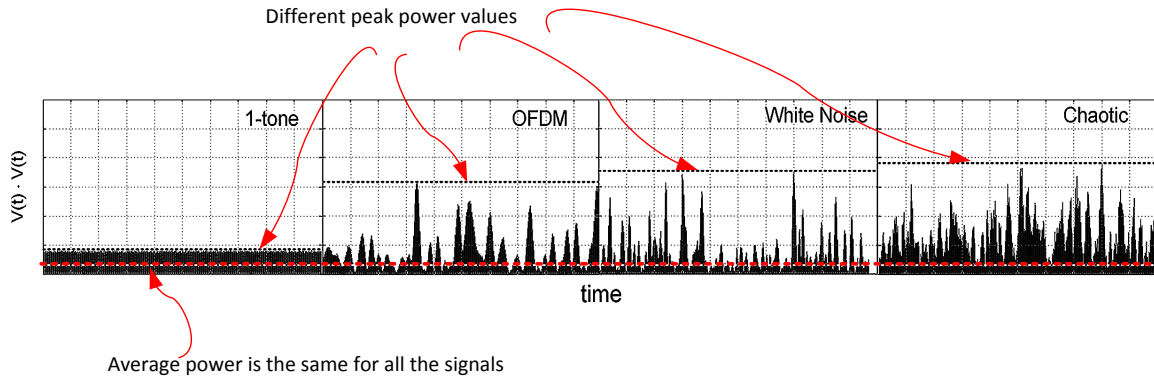 Different peak power values
1-tone
OFDM
White Noise
Chaotic
V(t) · V(t)
time
Average power is the same for all the signals